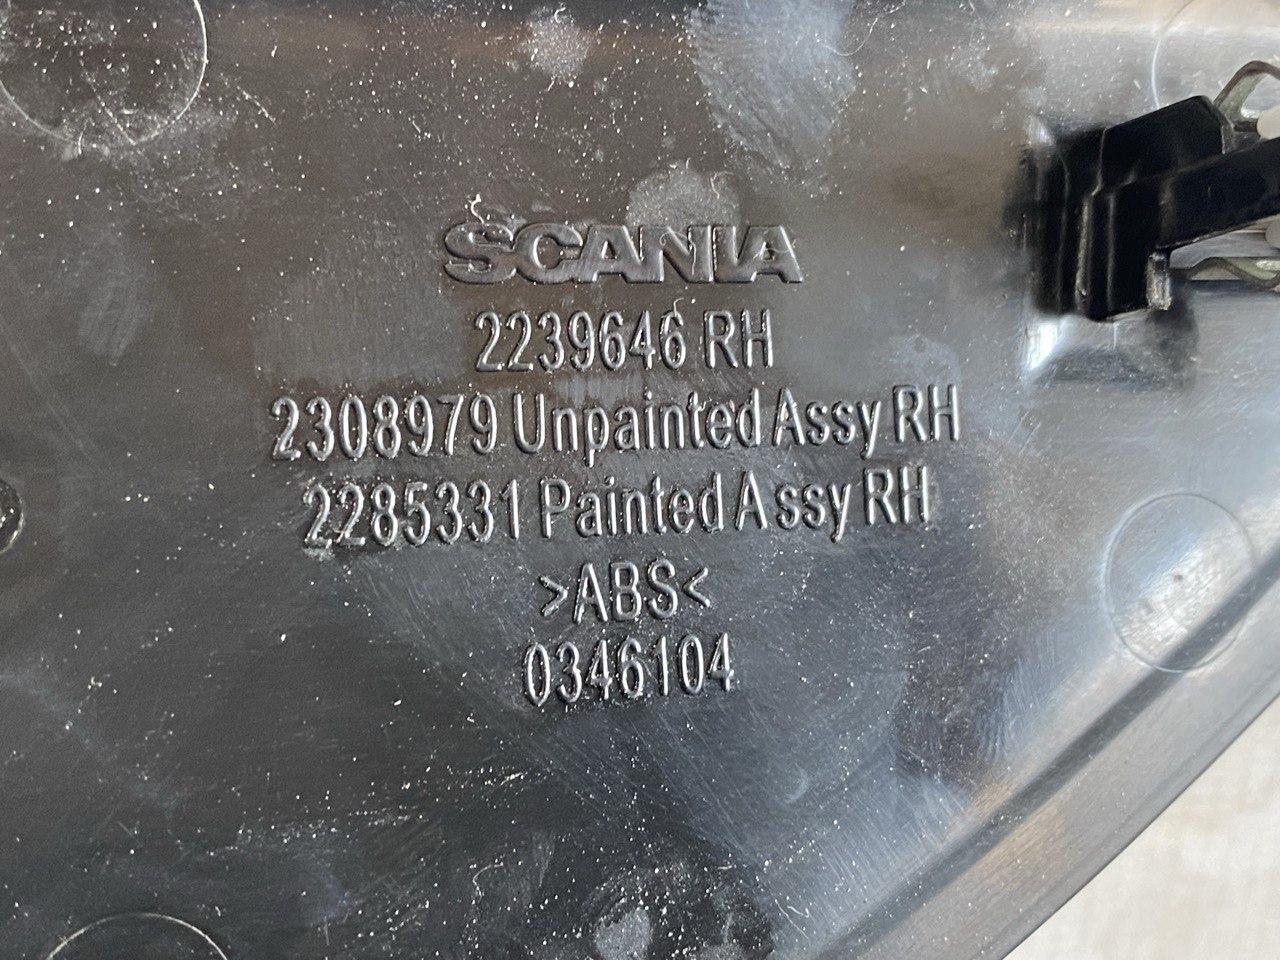 SCANIA
2239646 RH
2308979 Unpainted Assy RH
2285331 Painted Assy RH
>ABS<
0346104